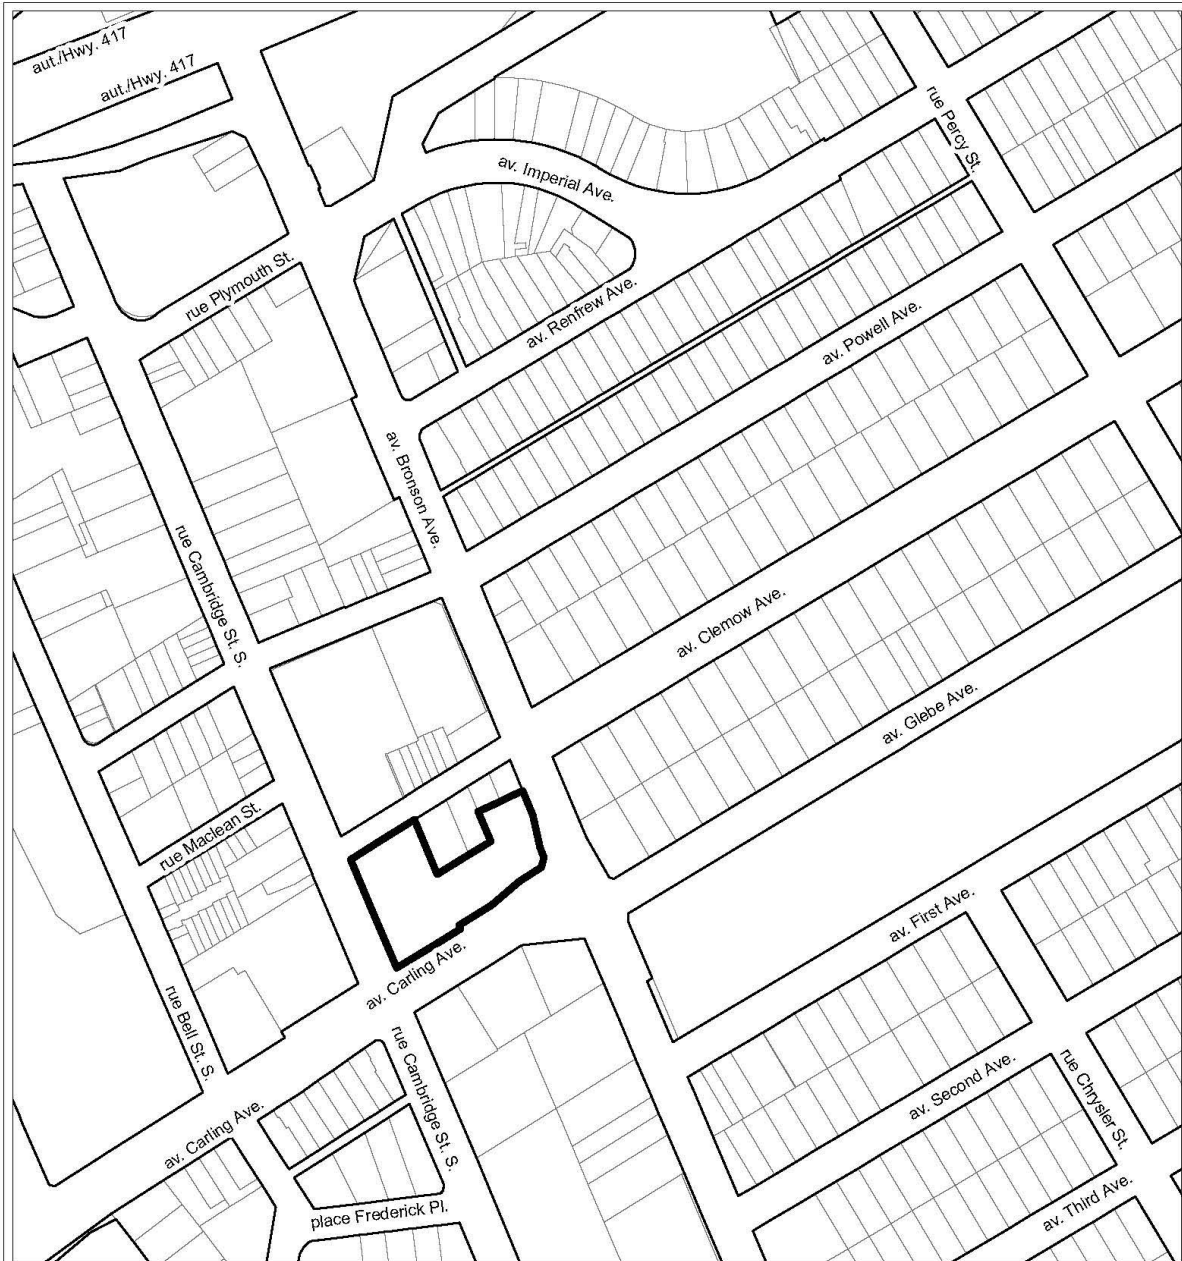 aut./Hwy. 417
aut./Hwy. 417
rue Percy St.
av. Imperial Ave.
rue Plymouth St.
av. Renfrew Ave.
av. Powell Ave.
av. Bronson Ave.
rue Cambridge St. S.
av. Clemow Ave.
av. Glebe Ave.
rue Maclean St.
av. First Ave.
av. Carling Ave.
rue Bell St. S.
rue Cambridge St. S.
av. Second Ave.
rue Chrysler St.
av. Carling Ave.
place Frederick Pl.
av. Third Ave.